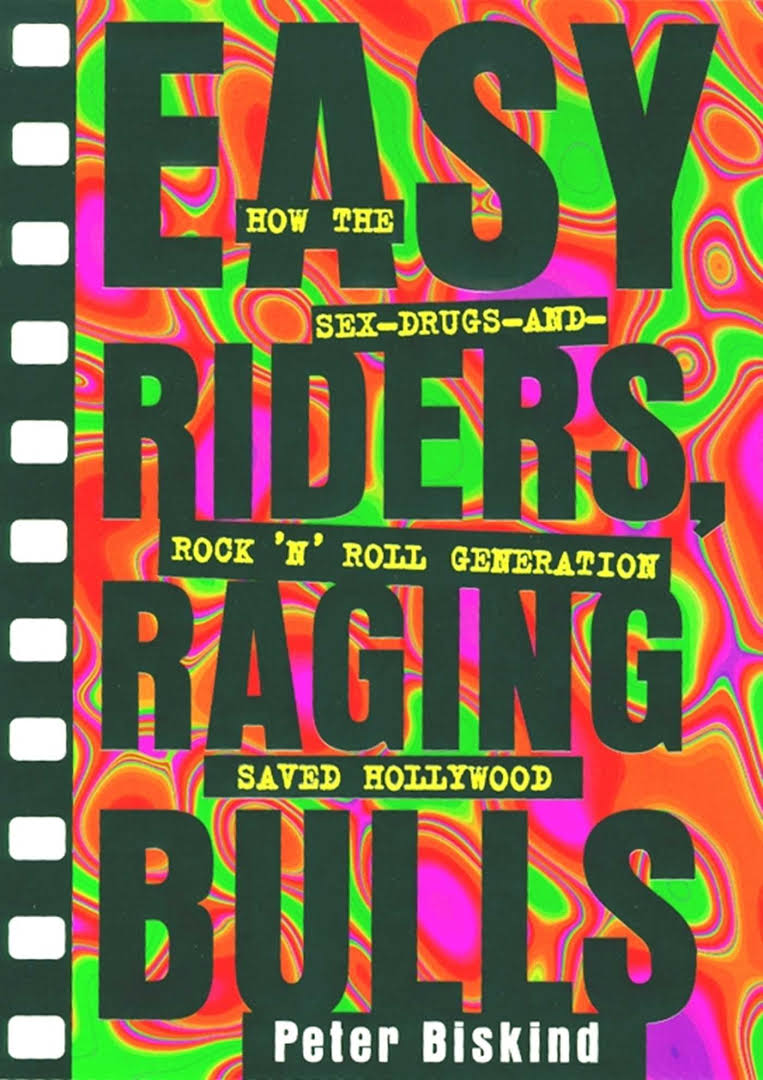 EASY
HOW THE
SEX-DRUGS-AND-
RIDERS,
ROCK 'N' ROLL GENERATION
RAGING
SAVED HOLLYWOOD
BULLS
Peter Biskind